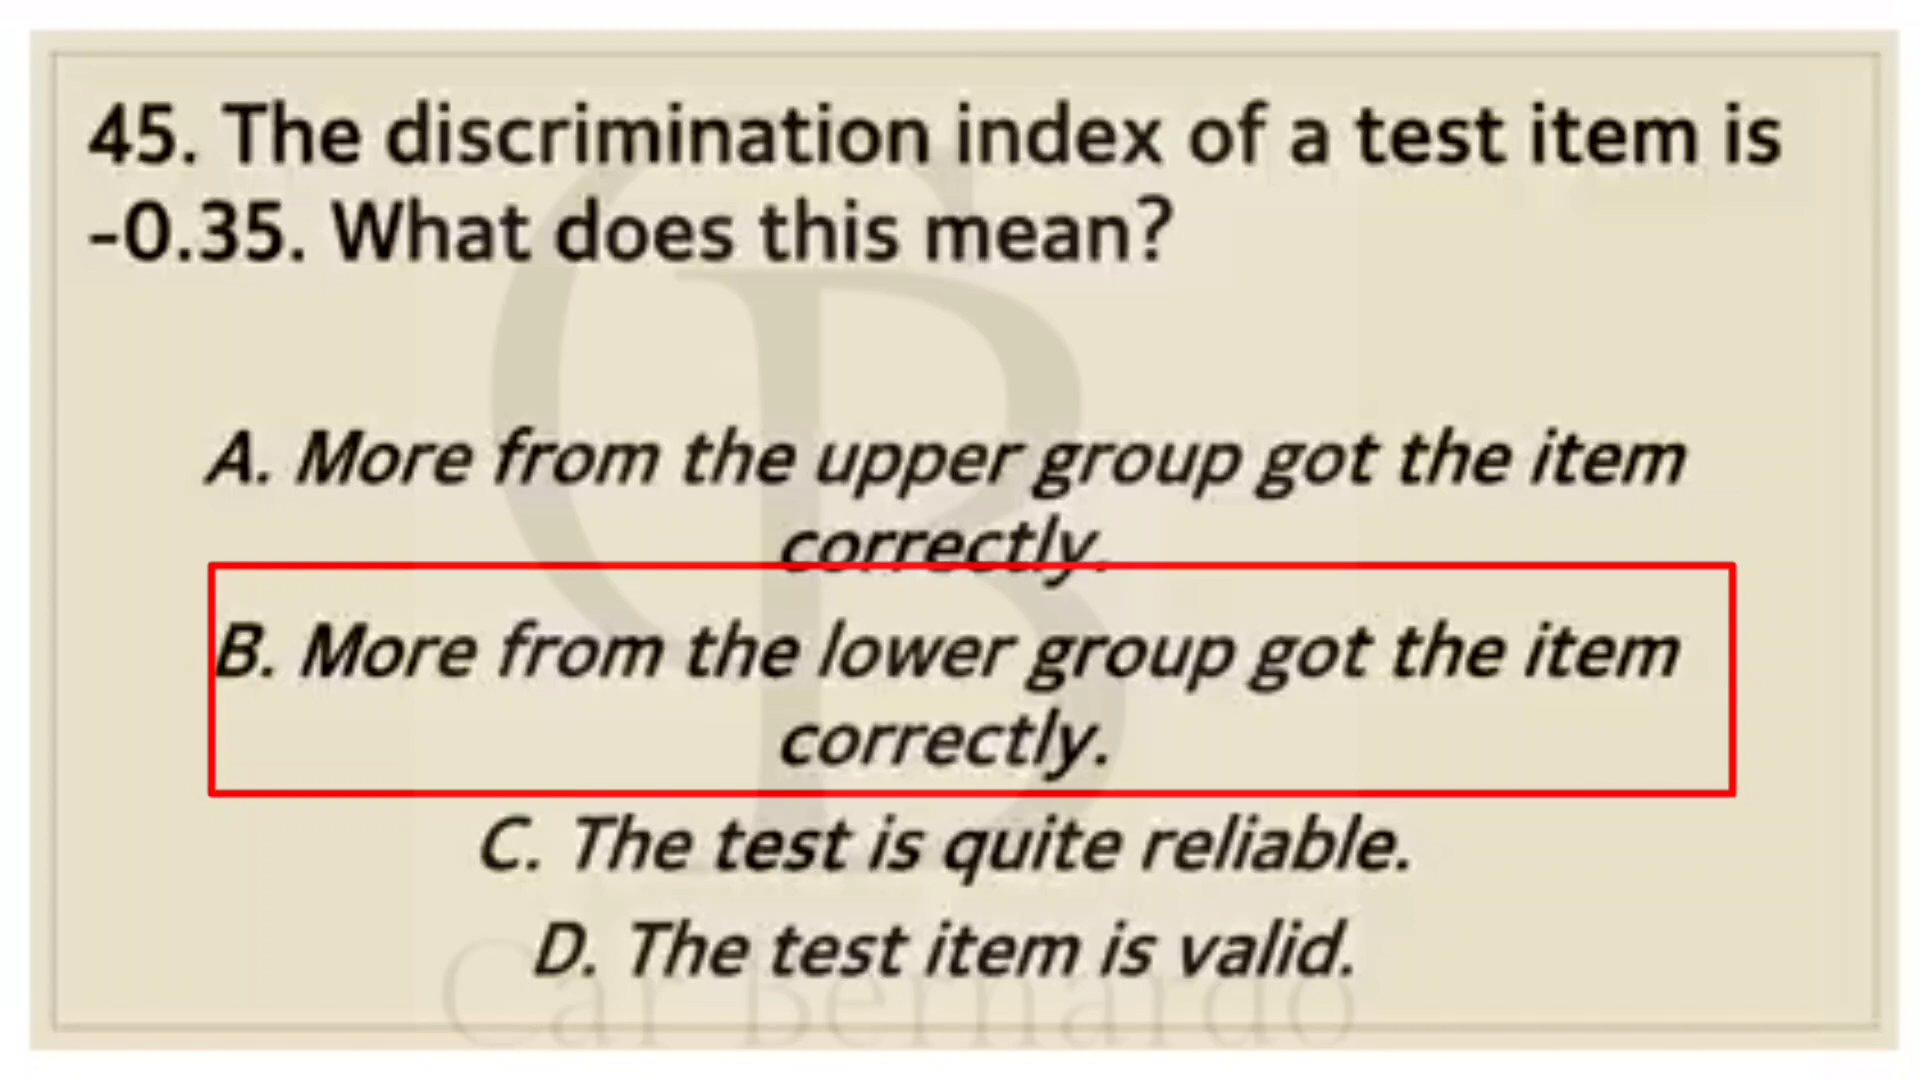 45. The discrimination index of a test item is
-0.35. What does this mean?
A. More from the upper group got the item
correctly.
B. More from the lower group got the item
correctly.
C. The test is quite reliable.
D. The test item is valid.
Car Bernardo